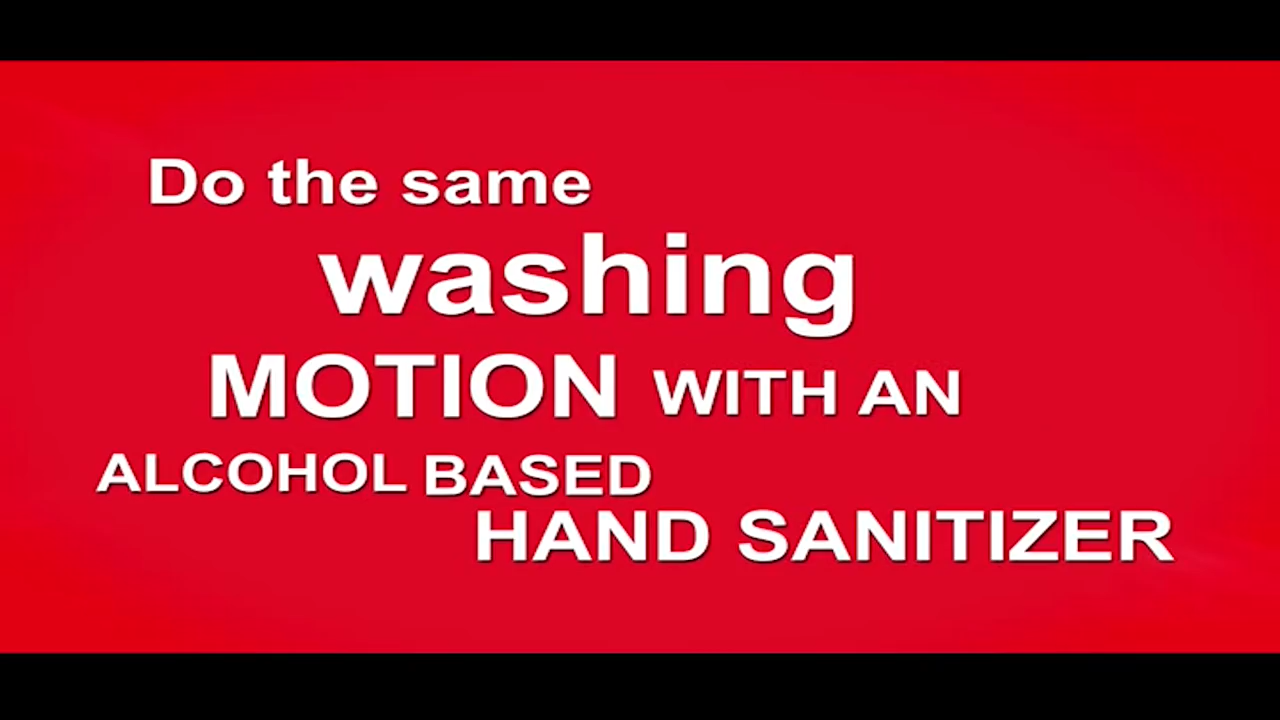 Do the same
washing
MOTION WITH AN
ALCOHOL BASED
HAND SANITIZER